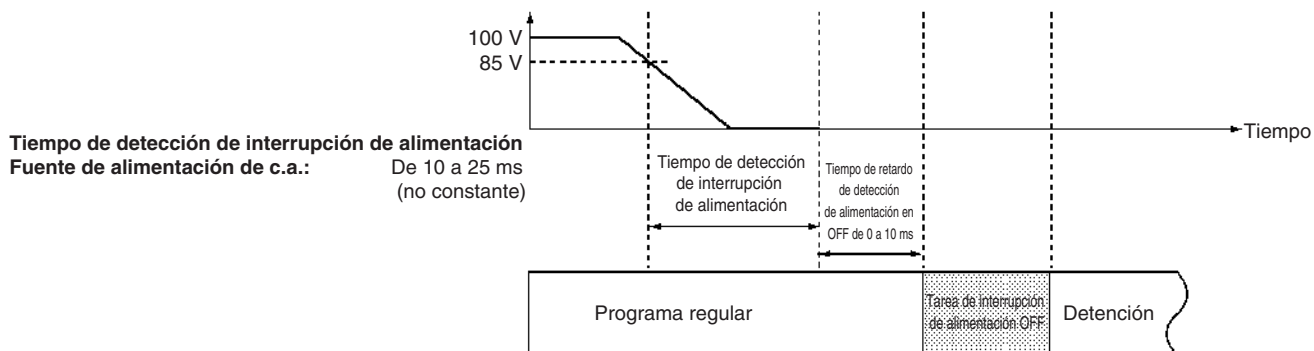 100 V
85 V
Tiempo
Tiempo de detección de interrupción de alimentación
Fuente de alimentación de c.a.: De 10 a 25 ms
(no constante)
Tiempo de detección
de interrupción
de alimentación
Tiempo de retardo
de detección
de alimentación en
OFF de 0 a 10 ms
Programa regular
Tarea de interrupción
de alimentación OFF
Detención